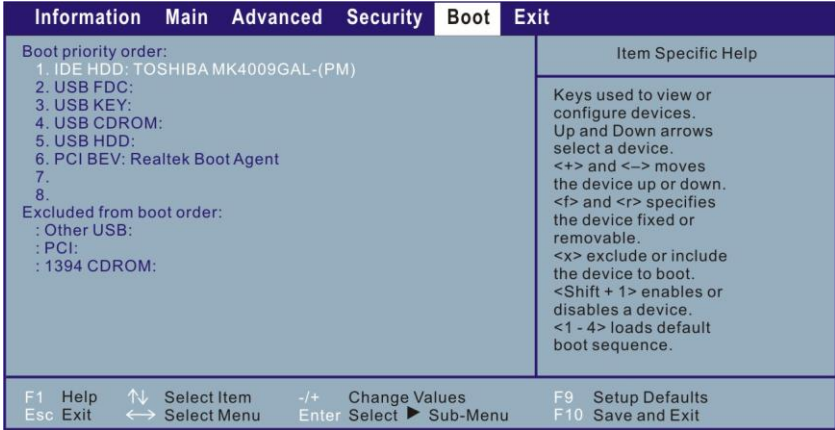 Information Main Advanced Security Boot Exit
Boot priority order:
1. IDE HDD: TOSHIBA MK4009GAL-(PM)
2. USB FDC:
3. USB KEY:
4. USB CDROM:
5. USB HDD:
6. PCI BEV: Realtek Boot Agent
7.
8.
Excluded from boot order:
: Other USB:
: PCI:
: 1394 CDROM:
Item Specific Help
Keys used to view or
configure devices.
Up and Down arrows
select a device.
<+> and <–> moves
the device up or down.
<f> and <r> specifies
the device fixed or
removable.
<x> exclude or include
the device to boot.
<Shift + 1> enables or
disables a device.
<1 - 4> loads default
boot sequence.
F1 Help ↑↓ Select Item -/+ Change Values F9 Setup Defaults
Esc Exit ←→ Select Menu Enter Select ▶ Sub-Menu F10 Save and Exit